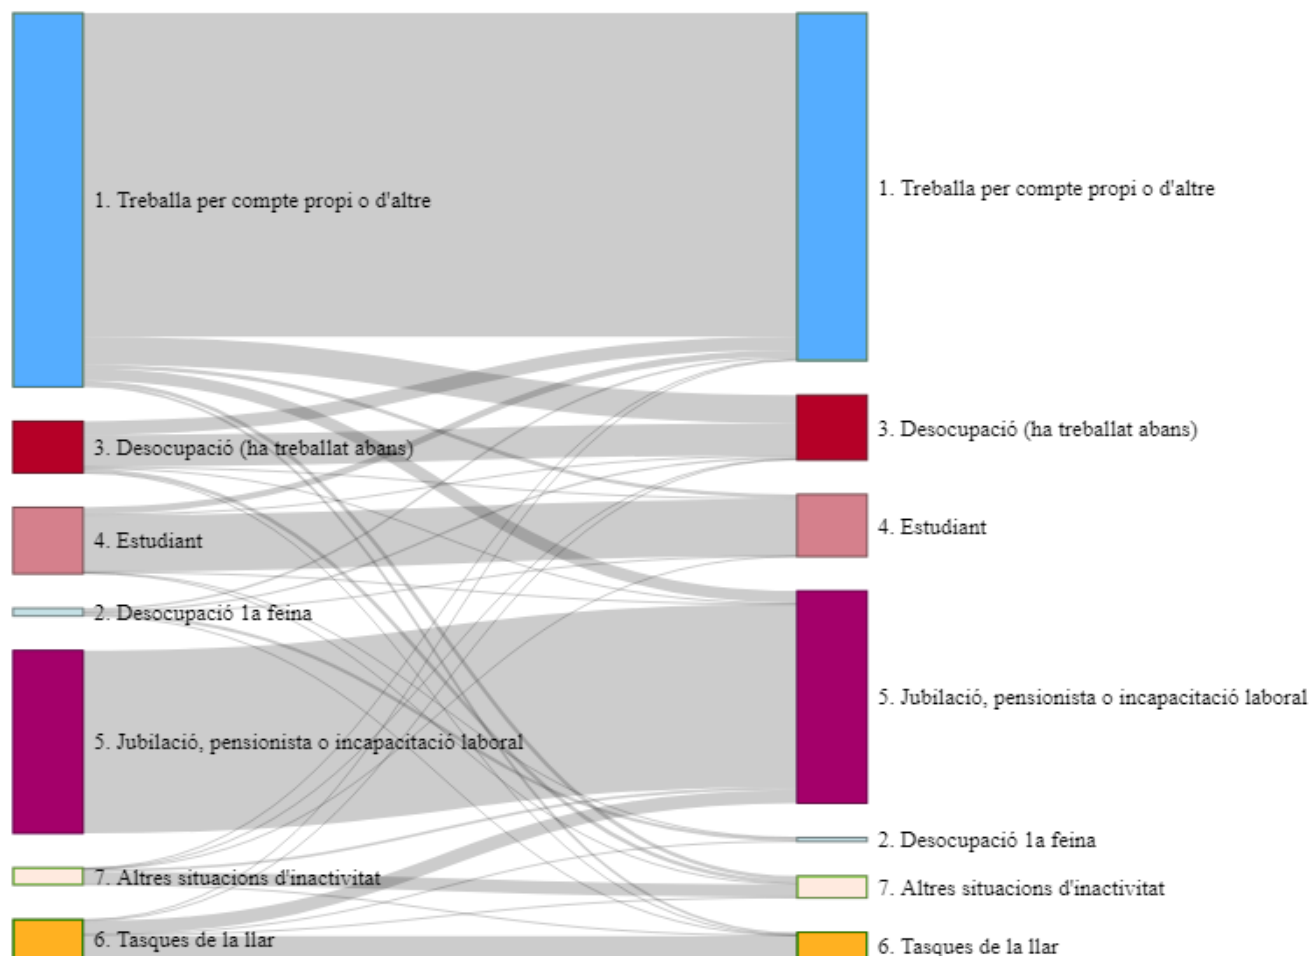 1. Treballa per compte propi o d'altre
3. Desocupació (ha treballat abans)
4. Estudiant
2. Desocupació 1a feina
5. Jubilació, pensionista o incapacitació laboral
7. Altres situacions d'inactivitat
6. Tasques de la llar
1. Treballa per compte propi o d'altre
3. Desocupació (ha treballat abans)
4. Estudiant
5. Jubilació, pensionista o incapacitació laboral
2. Desocupació 1a feina
7. Altres situacions d'inactivitat
6. Tasques de la llar